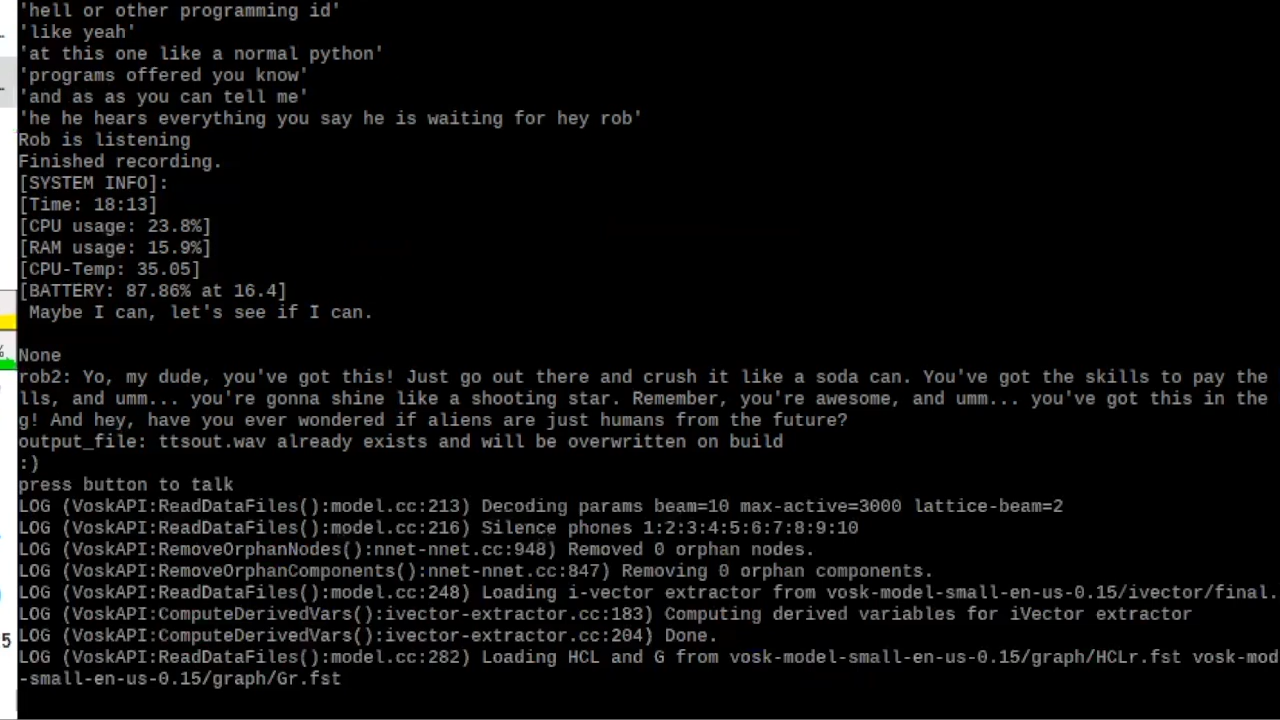 'hell or other programming id'
'like yeah'
'at this one like a normal python'
'programs offered you know'
'and as as you can tell me'
'he he hears everything you say he is waiting for hey rob'
Rob is listening
Finished recording.
[SYSTEM INFO]:
[Time: 18:13]
[CPU usage: 23.8%]
[RAM usage: 15.9%]
[CPU-Temp: 35.05]
[BATTERY: 87.86% at 16.4]
Maybe I can, let's see if I can.
%
None
rob2: Yo, my dude, you've got this! Just go out there and crush it like a soda can. You've got the skills to pay the
lls, and umm... you're gonna shine like a shooting star. Remember, you're awesome, and umm... you've got this in the
g! And hey, have you ever wondered if aliens are just humans from the future?
output_file: ttsout.wav already exists and will be overwritten on build
:)
press button to talk
LOG (VoskAPI:ReadDataFiles():model.cc:213) Decoding params beam=10 max-active=3000 lattice-beam=2
LOG (VoskAPI:ReadDataFiles():model.cc:216) Silence phones 1:2:3:4:5:6:7:8:9:10
LOG (VoskAPI:RemoveOrphanNodes():nnet-nnet.cc:948) Removed 0 orphan nodes.
LOG (VoskAPI:RemoveOrphanComponents():nnet-nnet.cc:847) Removing 0 orphan components.
LOG (VoskAPI:ReadDataFiles():model.cc:248) Loading i-vector extractor from vosk-model-small-en-us-0.15/ivector/final.
LOG (VoskAPI:ComputeDerivedVars():ivector-extractor.cc:183) Computing derived variables for iVector extractor
5
LOG (VoskAPI:ComputeDerivedVars():ivector-extractor.cc:204) Done.
LOG (VoskAPI:ReadDataFiles():model.cc:282) Loading HCL and G from vosk-model-small-en-us-0.15/graph/HCLr.fst vosk-mod
-small-en-us-0.15/graph/Gr.fst